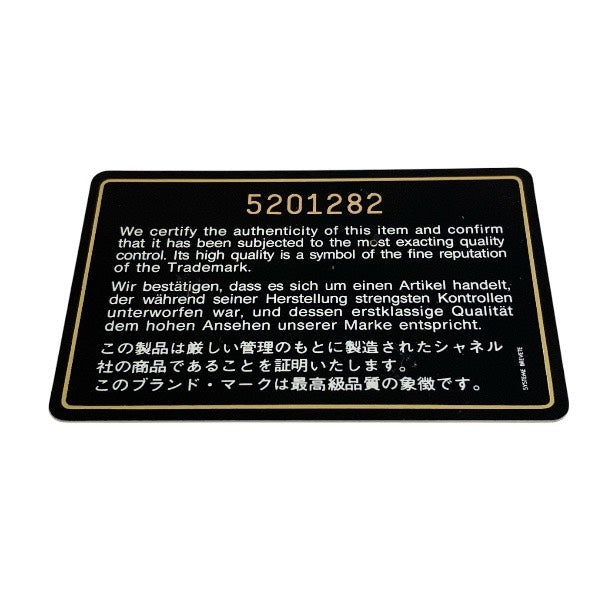 5201282
We certify the authenticity of this item and confirm
that it has been subjected to the most exacting quality
control. Its high quality is a symbol of the fine reputation
of the Trademark.
Wir bestätigen, dass es sich um einen Artikel handelt,
der während seiner Herstellung strengsten Kontrollen
unterworfen war, und dessen erstklassige Qualität
dem hohen Ansehen unserer Marke entspricht.
この製品は厳しい管理のもとに製造されたシャネル
社の商品であることを証明いたします。
このブランド・マークは最高級品質の象徴です。
SYSTEME BREVETE